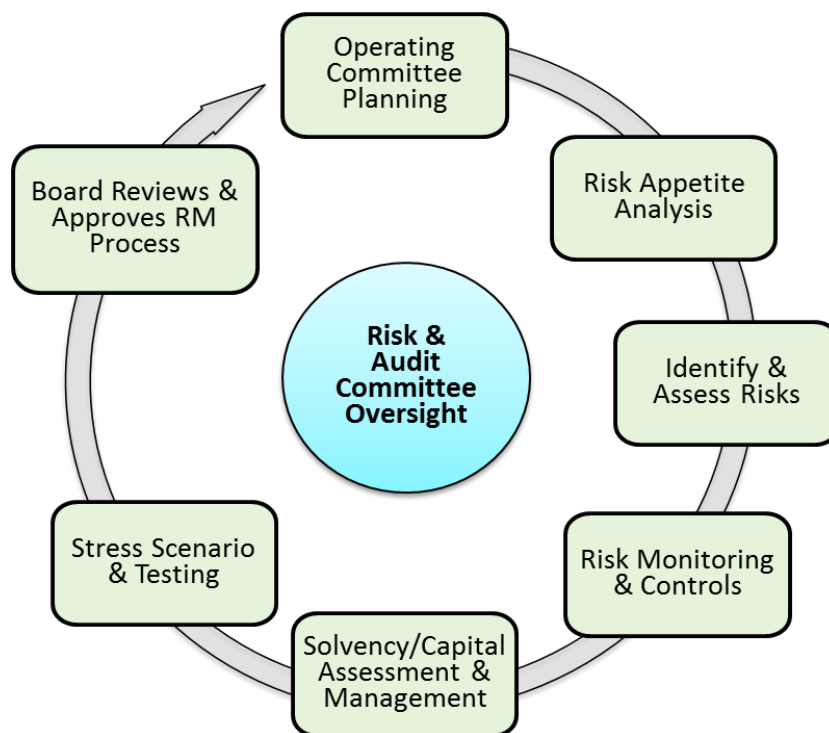 Operating
Committee
Planning
Risk Appetite
Analysis
Identify &
Assess Risks
Risk Monitoring
& Controls
Solvency/Capital
Assessment &
Management
Stress Scenario
& Testing
Board Reviews &
Approves RM
Process
Risk &
Audit
Committee
Oversight